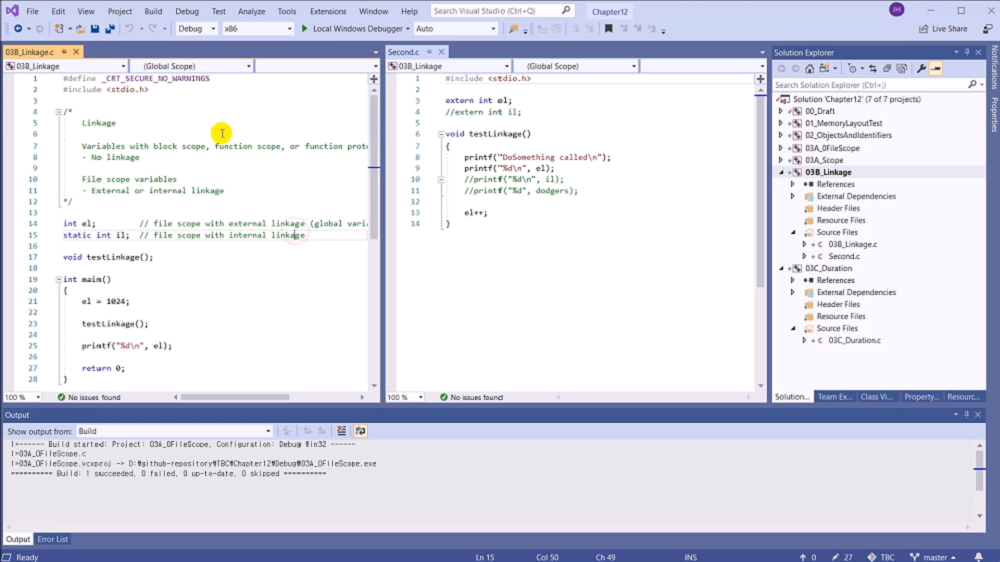 File Edit View Project Build Debug Test Analyze Tools Extensions Window Help Search Visual Studio (Ctrl+Q) Chapter12 JH
Debug x86 Local Windows Debugger Auto Live Share
03B_Linkage.c
03B_Linkage (Global Scope)
1 #define _CRT_SECURE_NO_WARNINGS
2 #include <stdio.h>
3
4 /*
5 Linkage
6
7 Variables with block scope, function scope, or function proto
8 - No linkage
9
10 File scope variables
11 - External or internal linkage
12 */
13
14 int el; // file scope with external linkage (global varia
15 static int il; // file scope with internal linkage
16
17 void testLinkage();
18
19 int main()
20 {
21 el = 1024;
22
23 testLinkage();
24
25 printf("%d\n", el);
26
27 return 0;
28 }
100 % No issues found
Second.c
03B_Linkage (Global Scope)
1 #include <stdio.h>
2
3 extern int el;
4 //extern int il;
5
6 void testLinkage()
7 {
8 printf("DoSomething called\n");
9 printf("%d\n", el);
10 //printf("%d\n", il);
11 //printf("%d", dodgers);
12
13 el++;
14 }
100 % No issues found
Solution Explorer
Search Solution Explorer (Ctrl+;)
Solution 'Chapter12' (7 of 7 projects)
00_Draft
01_MemoryLayoutTest
02_ObjectsAndIdentifiers
03A_0FileScope
03A_Scope
03B_Linkage
References
External Dependencies
Header Files
Resource Files
Source Files
03B_Linkage.c
Second.c
03C_Duration
References
External Dependencies
Header Files
Resource Files
Source Files
03C_Duration.c
Solution... Team Ex... Class Vi... Property... Resourc...
Notifications
Properties
Output
Show output from: Build
1>------ Build started: Project: 03A_0FileScope, Configuration: Debug Win32 ------
1>03A_0FileScope.c
1>03A_0FileScope.vcxproj -> D:₩github-repository₩TBC₩Chapter12₩Debug₩03A_0FileScope.exe
========== Build: 1 succeeded, 0 failed, 0 up-to-date, 0 skipped ==========
Output Error List
Ready Ln 15 Col 50 Ch 49 INS 0 27 TBC master